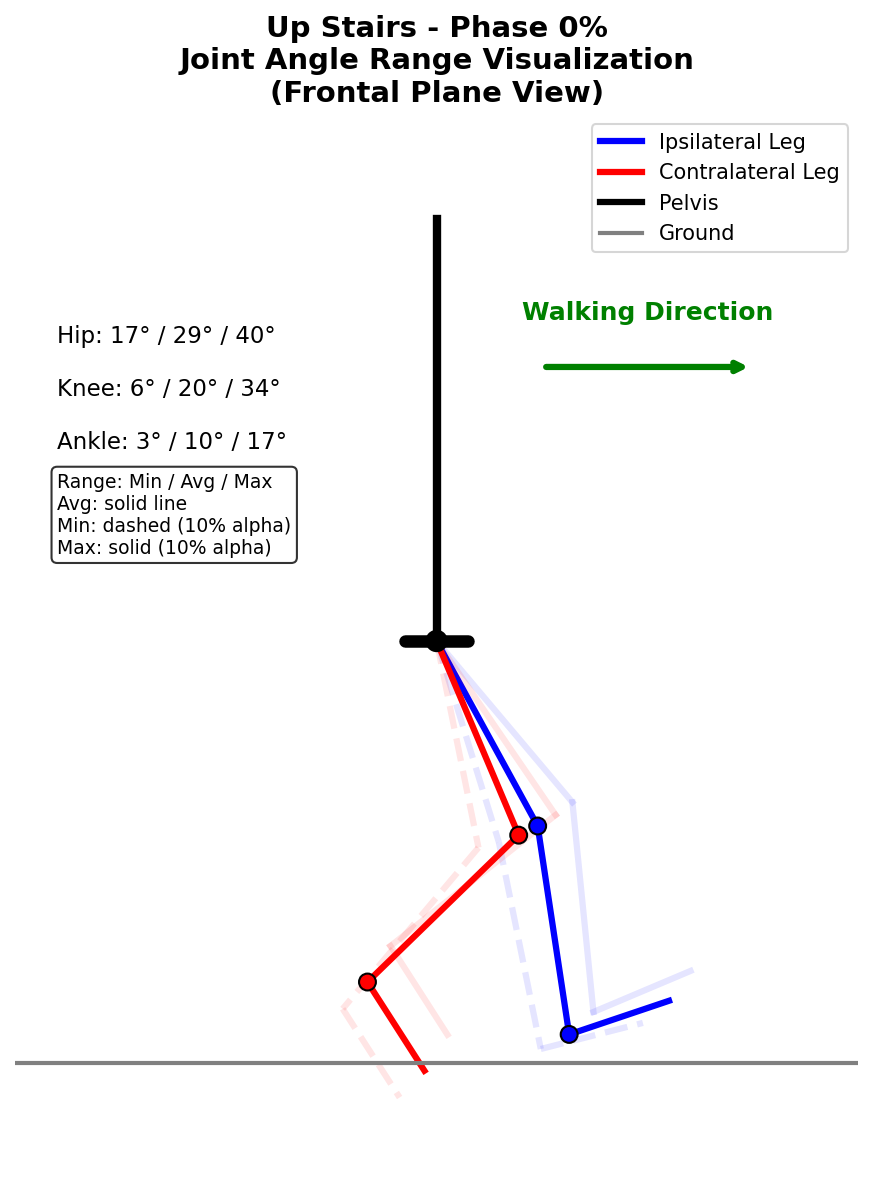 Up Stairs - Phase 0%
Joint Angle Range Visualization
(Frontal Plane View)
Ipsilateral Leg
Contralateral Leg
Pelvis
Ground
Walking Direction
Hip: 17° / 29° / 40°
Knee: 6° / 20° / 34°
Ankle: 3° / 10° / 17°
Range: Min / Avg / Max
Avg: solid line
Min: dashed (10% alpha)
Max: solid (10% alpha)